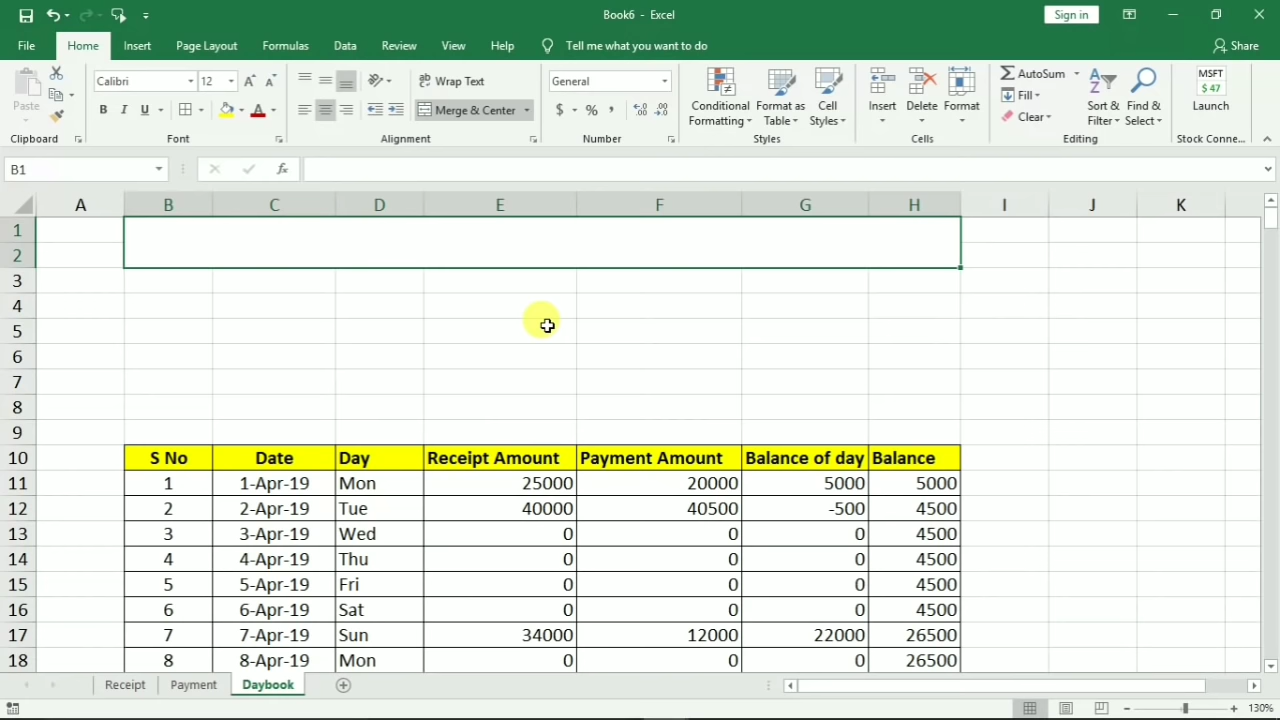 Book6 - Excel
Sign in
File Home Insert Page Layout Formulas Data Review View Help Tell me what you want to do Share
Paste
Calibri 12
B I U
Wrap Text
Merge & Center
General
$ % ,
Conditional Formatting
Format as Table
Cell Styles
Insert
Delete
Format
AutoSum
Fill
Clear
Sort & Filter
Find & Select
MSFT
$ 47
Launch
Clipboard Font Alignment Number Styles Cells Editing Stock Conne...
B1 fx
A B C D E F G H I J K
1
2
3
4
5
6
7
8
9
10 S No Date Day Receipt Amount Payment Amount Balance of day Balance
11 1 1-Apr-19 Mon 25000 20000 5000 5000
12 2 2-Apr-19 Tue 40000 40500 -500 4500
13 3 3-Apr-19 Wed 0 0 0 4500
14 4 4-Apr-19 Thu 0 0 0 4500
15 5 5-Apr-19 Fri 0 0 0 4500
16 6 6-Apr-19 Sat 0 0 0 4500
17 7 7-Apr-19 Sun 34000 12000 22000 26500
18 8 8-Apr-19 Mon 0 0 0 26500
Receipt Payment Daybook
130%